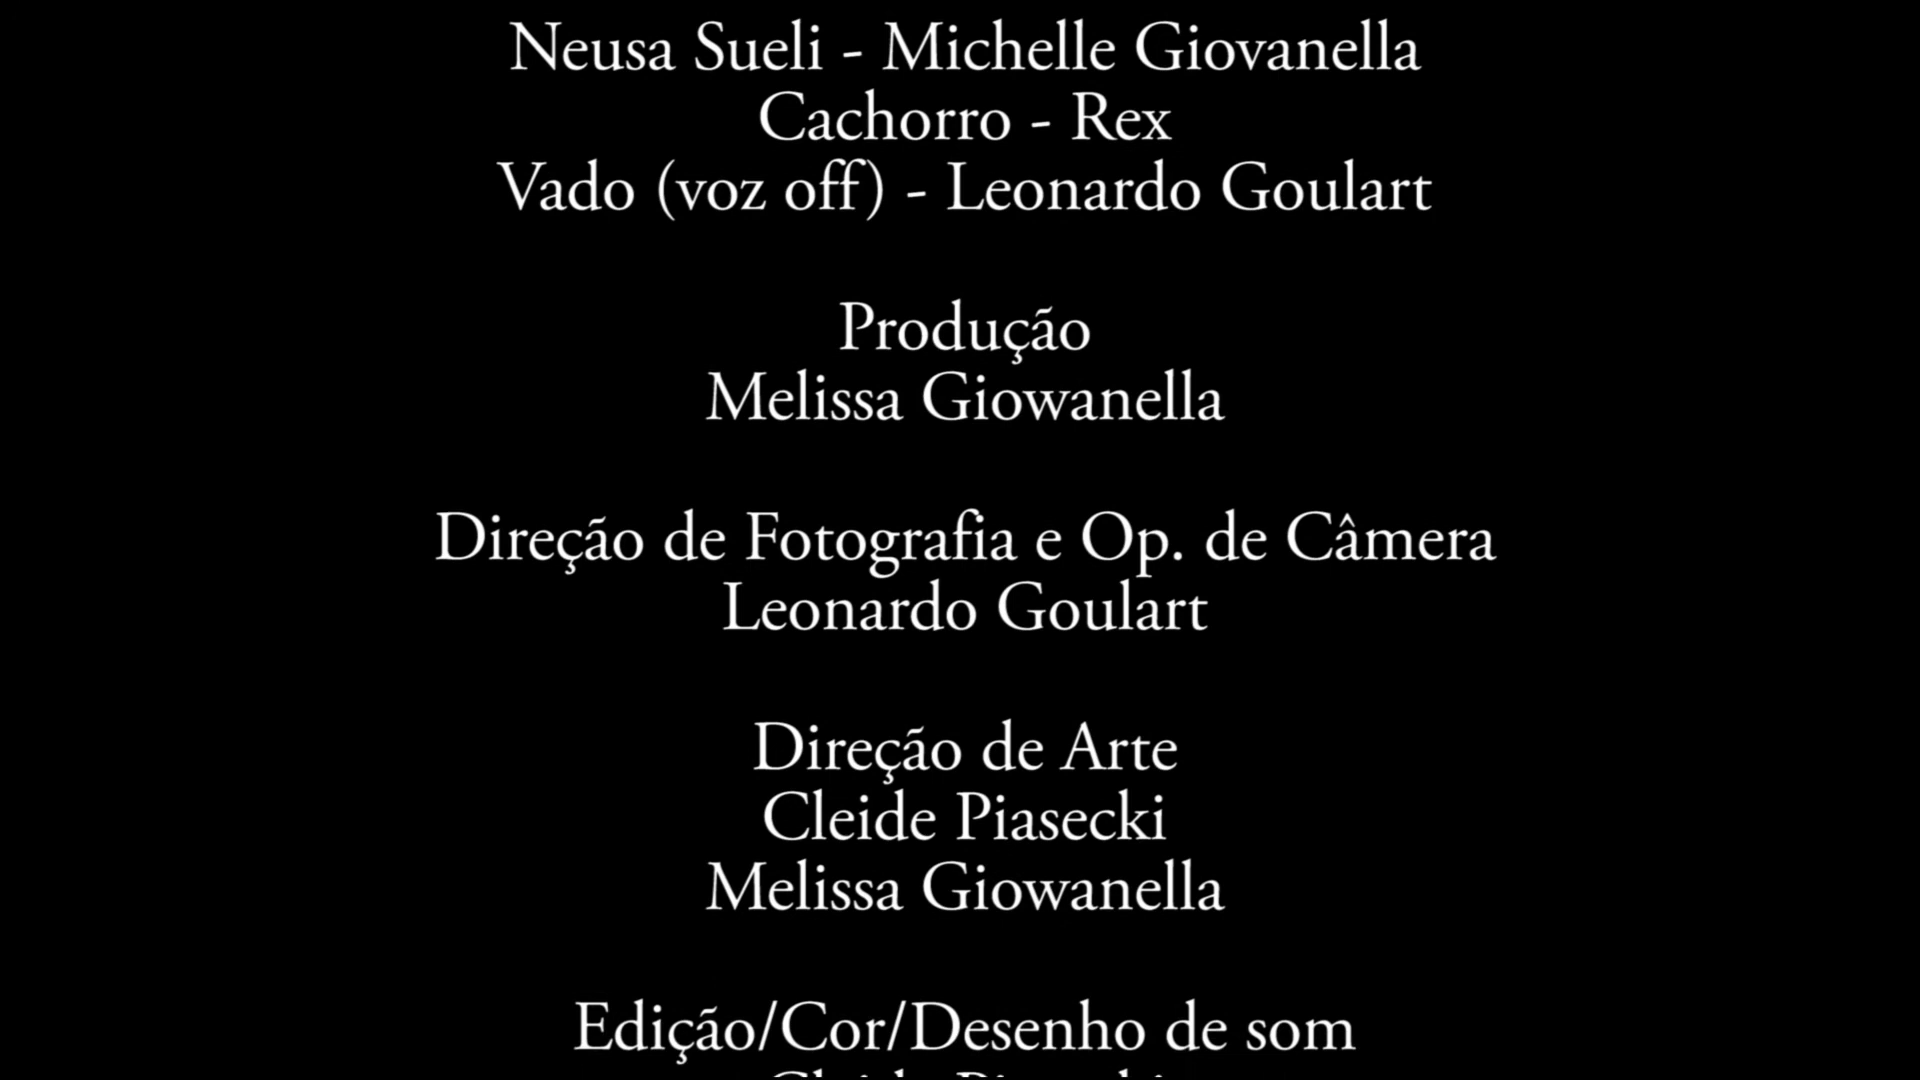 Neusa Sueli - Michelle Giovanella
Cachorro - Rex
Vado (voz off) - Leonardo Goulart
Produção
Melissa Giowanella
Direção de Fotografia e Op. de Câmera
Leonardo Goulart
Direção de Arte
Cleide Piasecki
Melissa Giowanella
Edição/Cor/Desenho de som